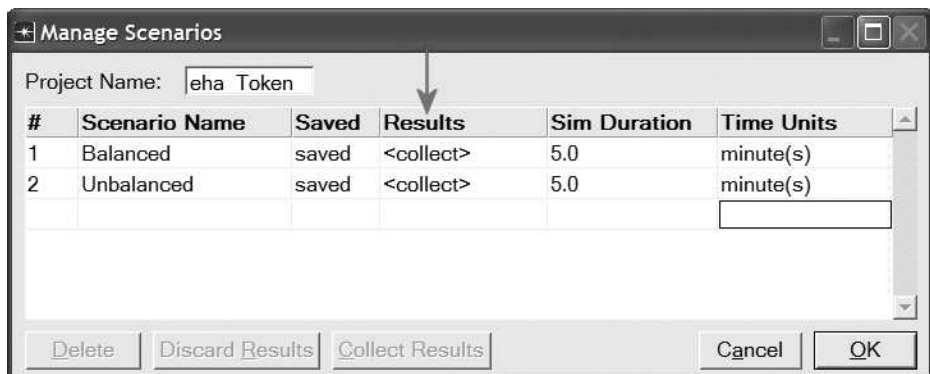 Manage Scenarios
Project Name: eha Token
# Scenario Name Saved Results Sim Duration Time Units
1 Balanced saved <collect> 5.0 minute(s)
2 Unbalanced saved <collect> 5.0 minute(s)
Delete Discard Results Collect Results Cancel OK